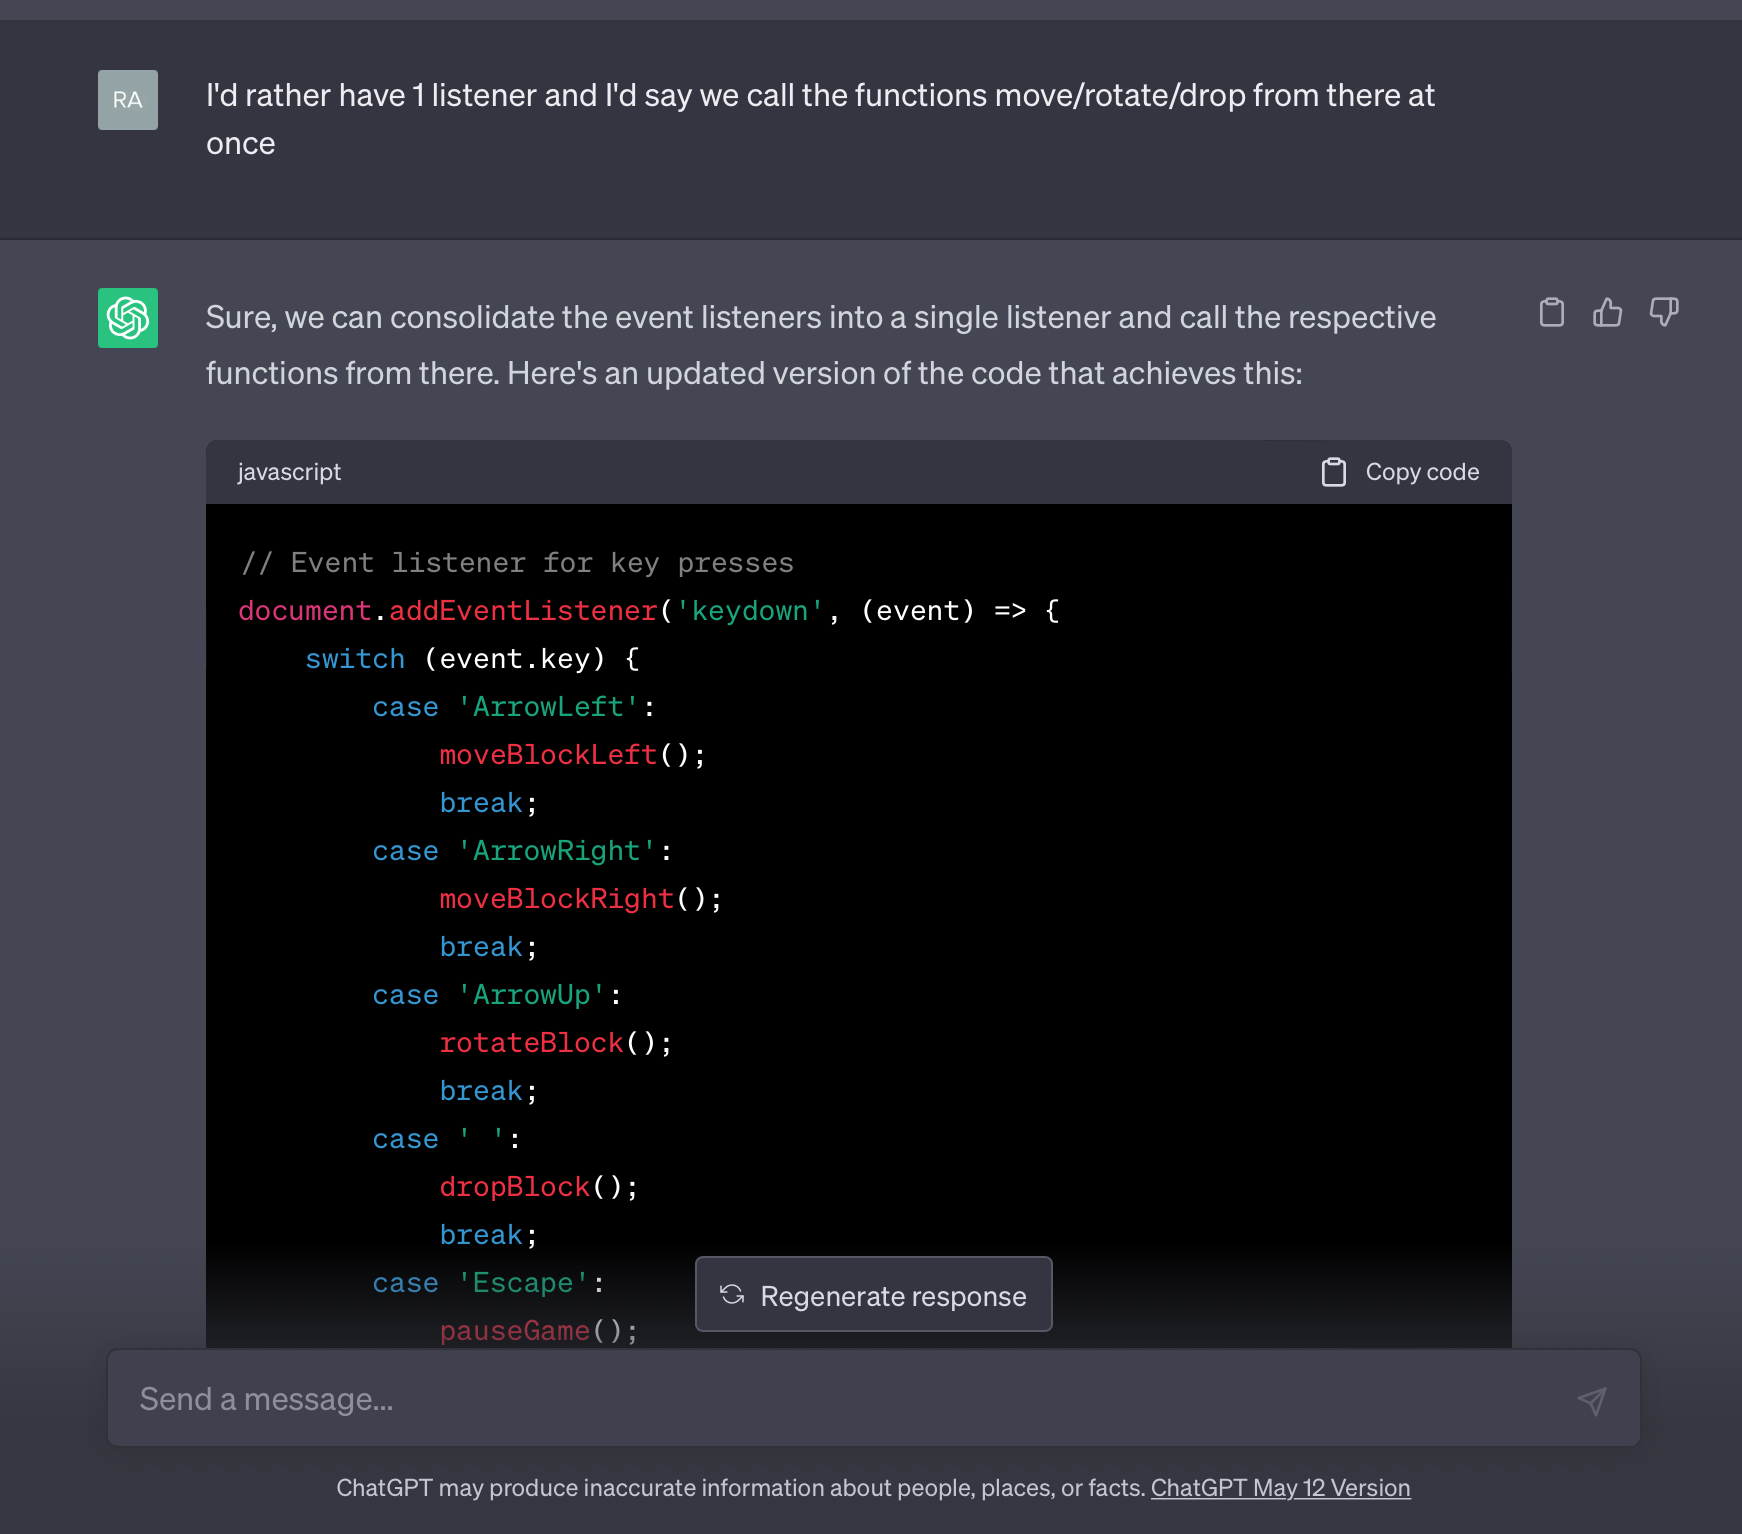 RA
I'd rather have 1 listener and I'd say we call the functions move/rotate/drop from there at
once
Sure, we can consolidate the event listeners into a single listener and call the respective
functions from there. Here's an updated version of the code that achieves this:
javascript
Copy code
// Event listener for key presses
document.addEventListener('keydown', (event) => {
    switch (event.key) {
        case 'ArrowLeft':
            moveBlockLeft();
            break;
        case 'ArrowRight':
            moveBlockRight();
            break;
        case 'ArrowUp':
            rotateBlock();
            break;
        case ' ':
            dropBlock();
            break;
        case 'Escape':
            pauseGame();
Regenerate response
Send a message...
ChatGPT may produce inaccurate information about people, places, or facts. ChatGPT May 12 Version